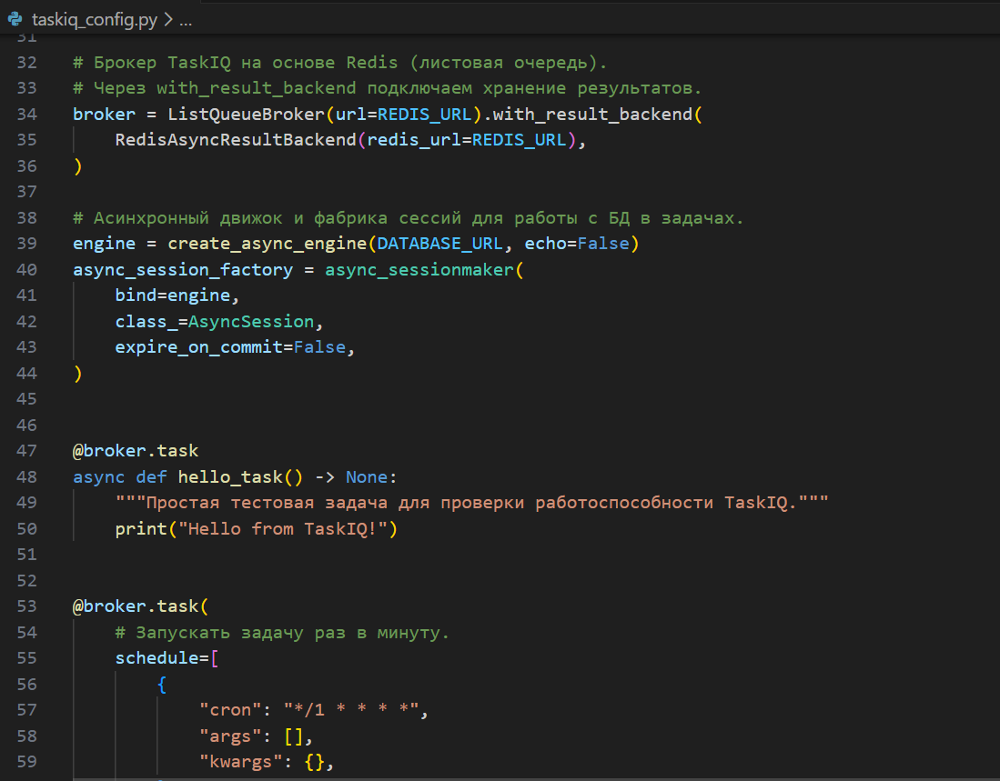 taskiq_config.py > ...
31
32 # Брокер TaskIQ на основе Redis (листовая очередь).
33 # Через with_result_backend подключаем хранение результатов.
34 broker = ListQueueBroker(url=REDIS_URL).with_result_backend(
35     RedisAsyncResultBackend(redis_url=REDIS_URL),
36 )
37
38 # Асинхронный движок и фабрика сессий для работы с БД в задачах.
39 engine = create_async_engine(DATABASE_URL, echo=False)
40 async_session_factory = async_sessionmaker(
41     bind=engine,
42     class_=AsyncSession,
43     expire_on_commit=False,
44 )
45
46
47 @broker.task
48 async def hello_task() -> None:
49     """Простая тестовая задача для проверки работоспособности TaskIQ."""
50     print("Hello from TaskIQ!")
51
52
53 @broker.task(
54     # Запускать задачу раз в минуту.
55     schedule=[
56         {
57             "cron": "*/1 * * * *",
58             "args": [],
59             "kwargs": {},